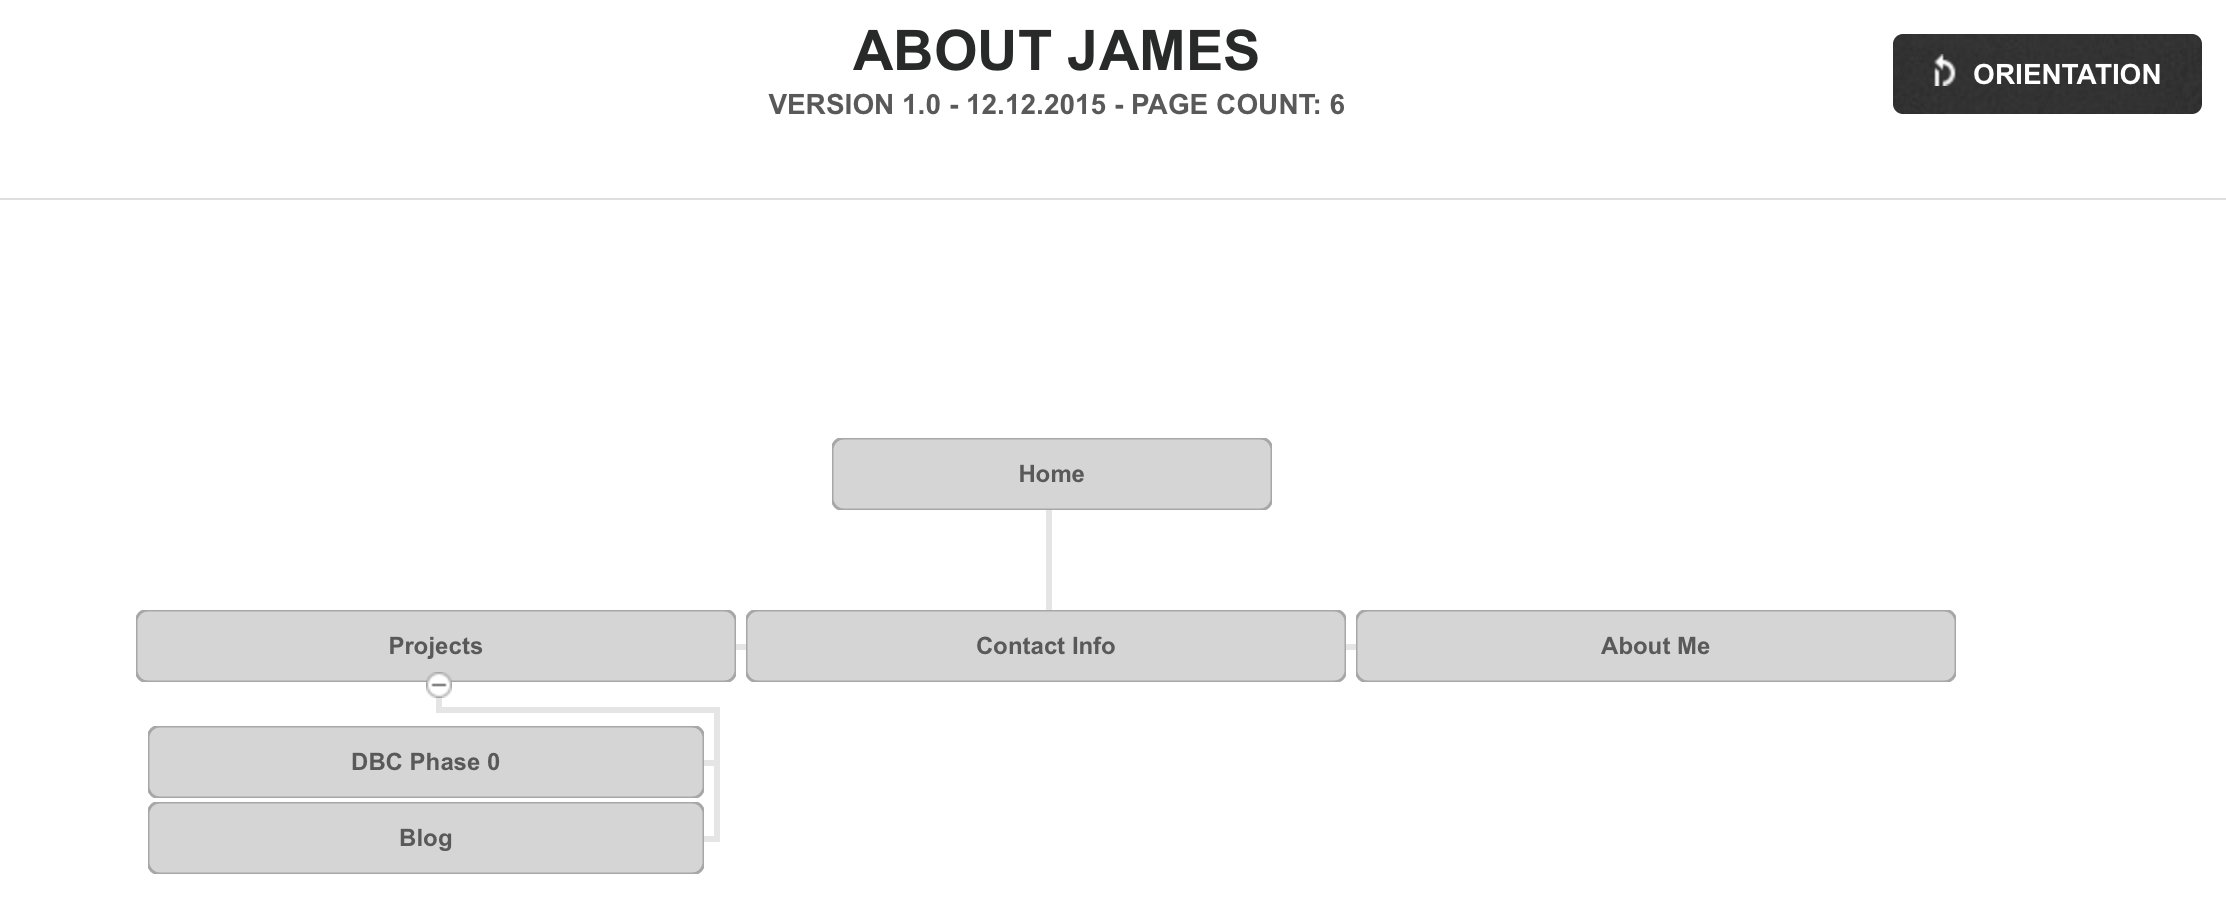 ABOUT JAMES
VERSION 1.0 - 12.12.2015 - PAGE COUNT: 6
ORIENTATION
Home
Projects
Contact Info
About Me
DBC Phase 0
Blog